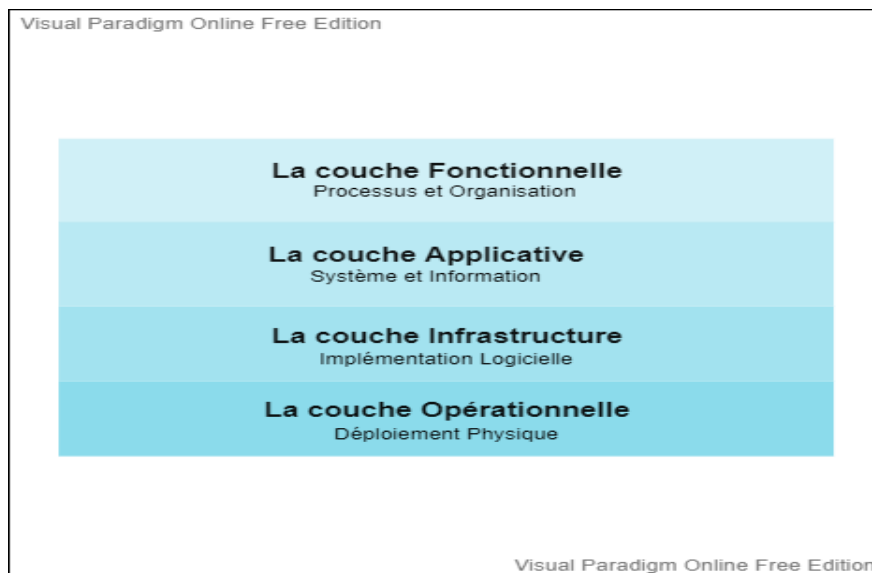 Visual Paradigm Online Free Edition
La couche Fonctionnelle
Processus et Organisation
La couche Applicative
Système et Information
La couche Infrastructure
Implémentation Logicielle
La couche Opérationnelle
Déploiement Physique
Visual Paradigm Online Free Edition